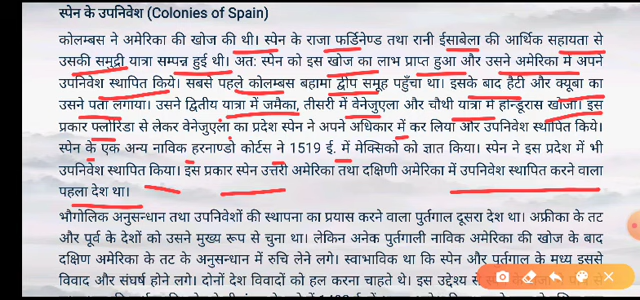 स्पेन के उपनिवेश (Colonies of Spain)
कोलम्बस ने अमेरिका की खोज की थी। स्पेन के राजा फर्डिनेण्ड तथा रानी ईसाबेला की आर्थिक सहायता से
उसकी समुद्री यात्रा सम्पन्न हुई थी। अतः स्पेन को इस खोज का लाभ प्राप्त हुआ और उसने अमेरिका में अपने
उपनिवेश स्थापित किये। सबसे पहले कोलम्बस बहामा द्वीप समूह पहुँचा था। इसके बाद हैटी और क्यूबा का
उसने पता लगाया। उसने द्वितीय यात्रा में जमैका, तीसरी में वेनेजुएला और चौथी यात्रा में हान्डूरास खोजा। इस
प्रकार फ्लोरिडा से लेकर वेनेजुएला का प्रदेश स्पेन ने अपने अधिकार में कर लिया और उपनिवेश स्थापित किये।
स्पेन के एक अन्य नाविक हरनाण्डो कोर्टस ने 1519 ई. में मेक्सिको को ज्ञात किया। स्पेन ने इस प्रदेश में भी
उपनिवेश स्थापित किया। इस प्रकार स्पेन उत्तरी अमेरिका तथा दक्षिणी अमेरिका में उपनिवेश स्थापित करने वाला
पहला देश था।
भौगोलिक अनुसन्धान तथा उपनिवेशों की स्थापना का प्रयास करने वाला पुर्तगाल दूसरा देश था। अफ्रीका के तट
और पूर्व के देशों को उसने मुख्य रूप से चुना था। लेकिन अनेक पुर्तगाली नाविक अमेरिका की खोज के बाद
दक्षिण अमेरिका के तट के अनुसन्धान में रुचि लेने लगे। स्वाभाविक था कि स्पेन और पुर्तगाल के मध्य इससे
विवाद और संघर्ष होने लगे। दोनों देश विवादों को हल करना चाहते थे। इस उद्देश्य से